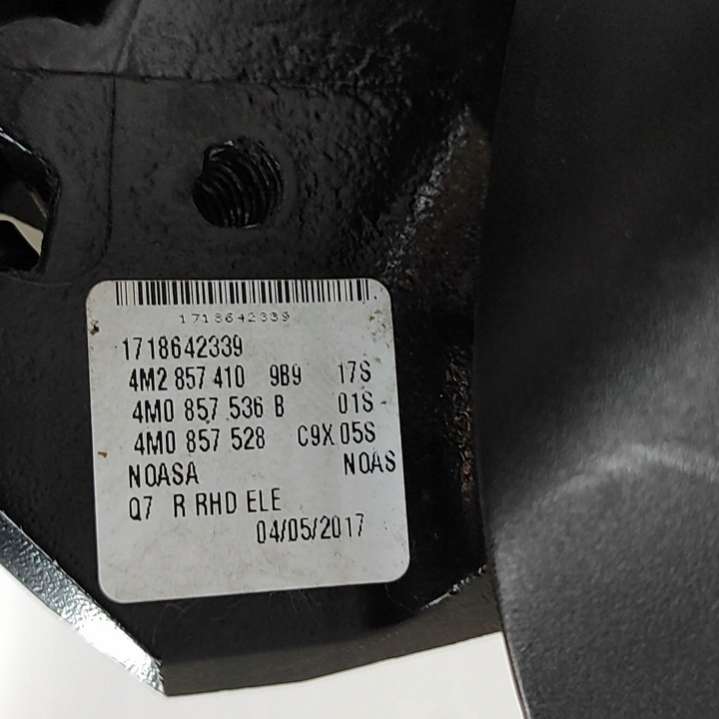 1718642339
1718642339
4M2 857 410 9B9 17S
4M0 857 536 B 01S
4M0 857 528 C9X 05S
NOASA NOAS
Q7 R RHD ELE
04/05/2017